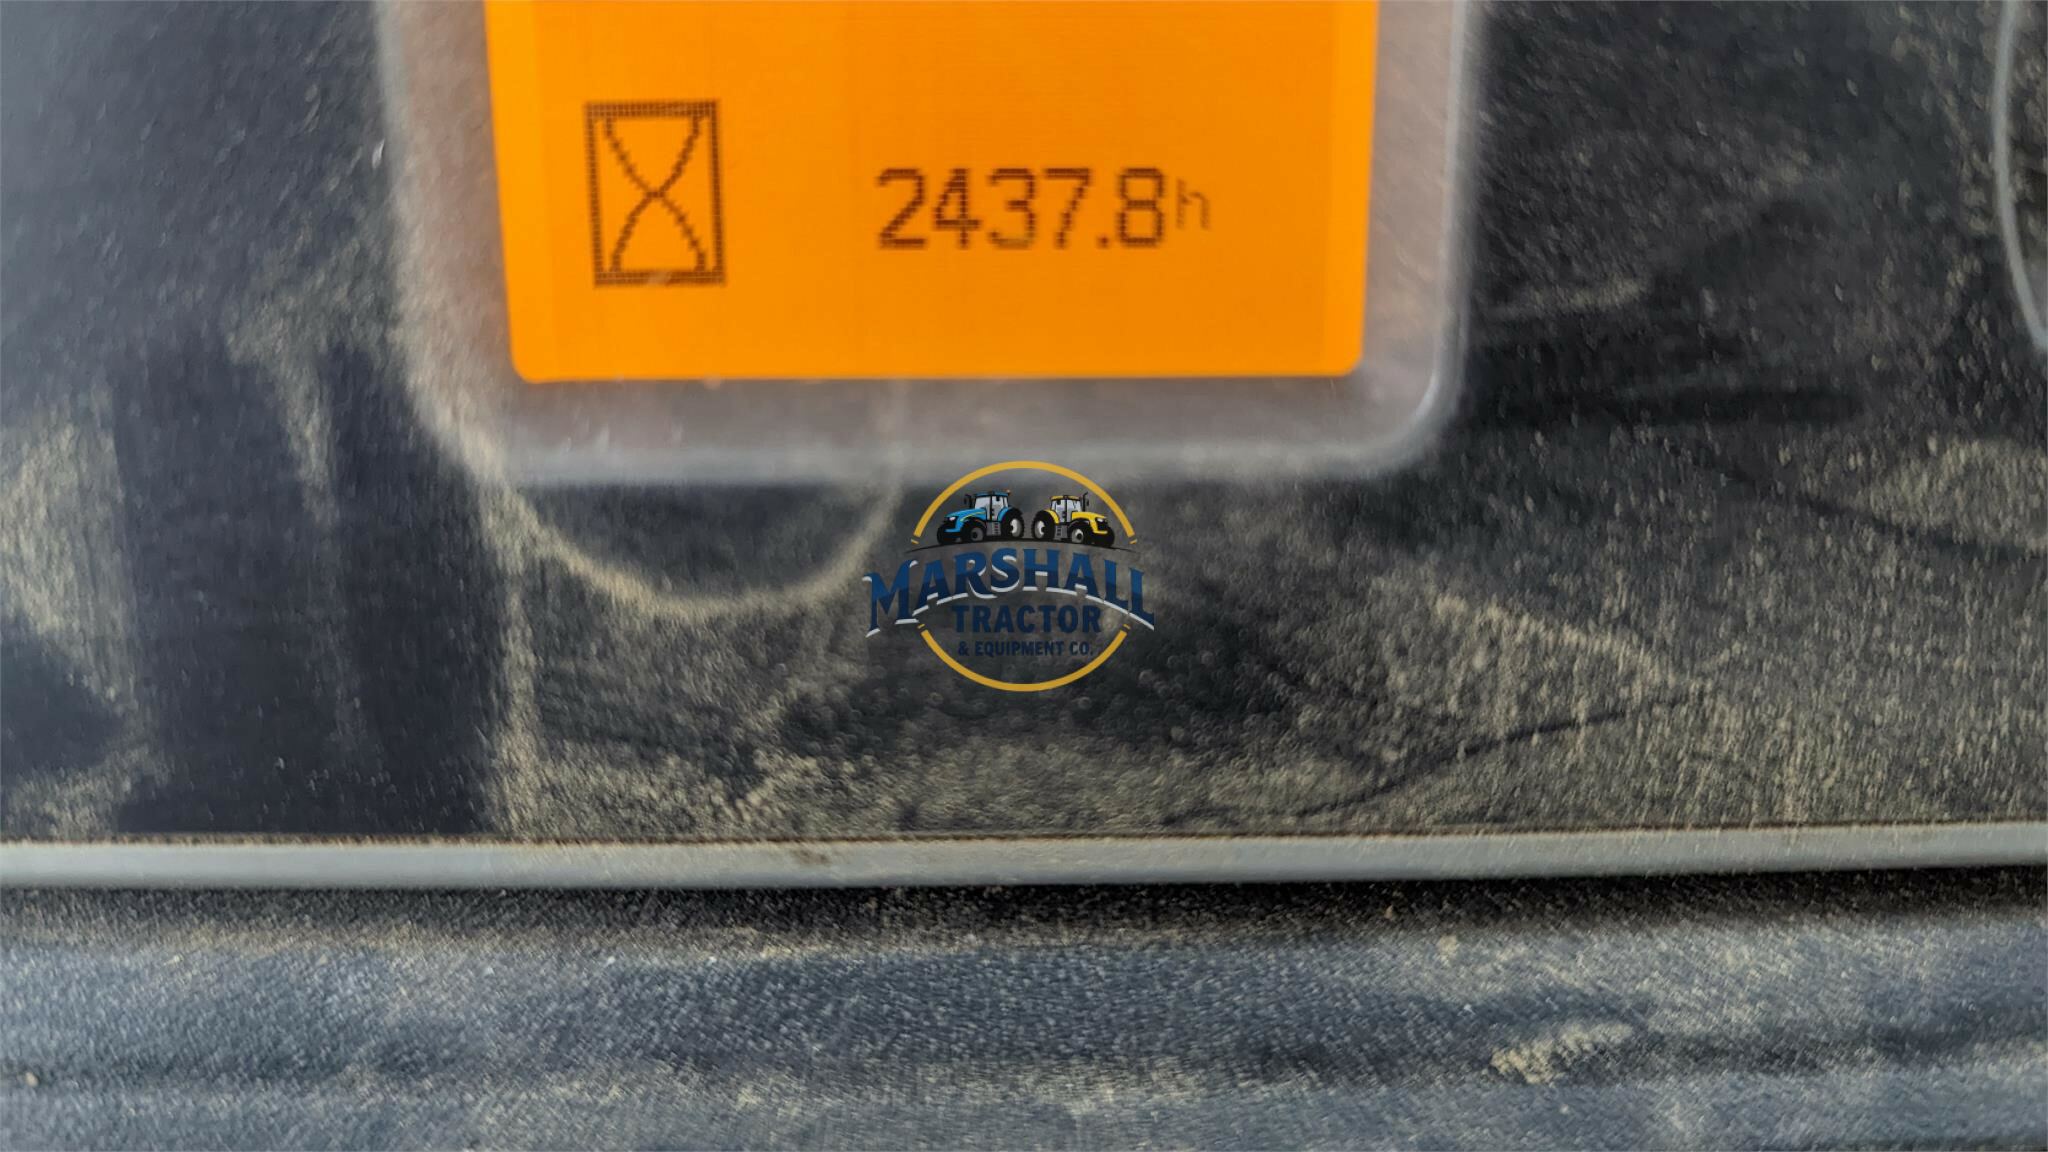 2437.8h
MARSHALL
TRACTOR
& EQUIPMENT CO.